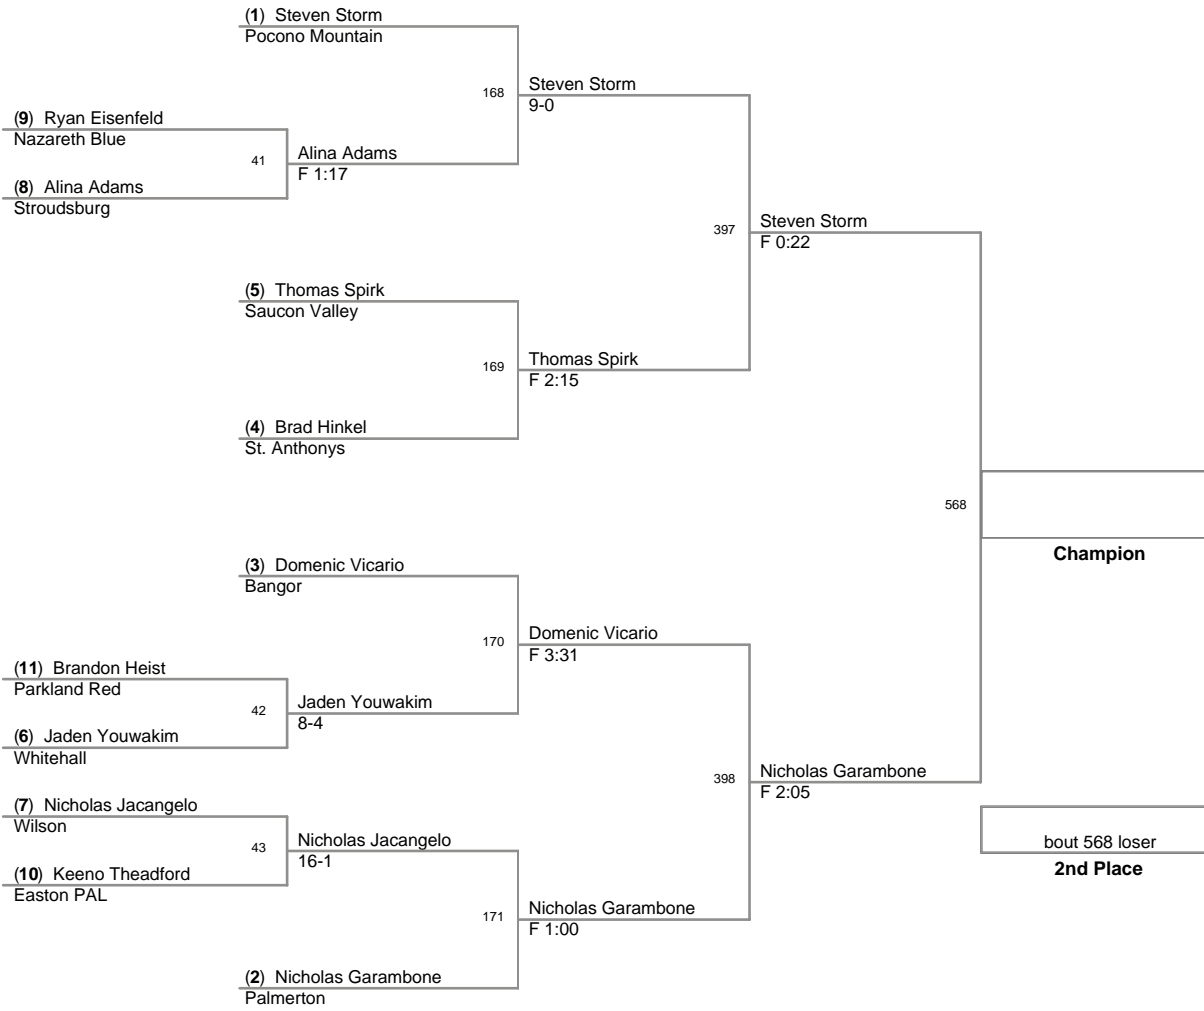 (1) Steven Storm
Pocono Mountain
168
Steven Storm
9-0
(9) Ryan Eisenfeld
Nazareth Blue
41
Alina Adams
F 1:17
(8) Alina Adams
Stroudsburg
397
Steven Storm
F 0:22
(5) Thomas Spirk
Saucon Valley
169
Thomas Spirk
F 2:15
(4) Brad Hinkel
St. Anthonys
568
Champion
(3) Domenic Vicario
Bangor
170
Domenic Vicario
F 3:31
(11) Brandon Heist
Parkland Red
42
Jaden Youwakim
8-4
(6) Jaden Youwakim
Whitehall
398
Nicholas Garambone
F 2:05
(7) Nicholas Jacangelo
Wilson
43
Nicholas Jacangelo
16-1
(10) Keeno Theadford
Easton PAL
bout 568 loser
2nd Place
171
Nicholas Garambone
F 1:00
(2) Nicholas Garambone
Palmerton